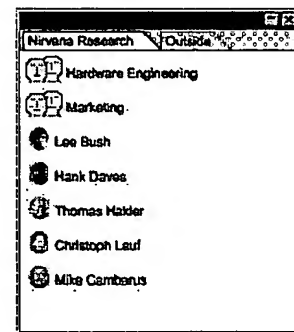 Nirvana Research Outside
Hardware Engineering
Marketing
Lee Bush
Hank Daves
Thomas Halder
Christoph Lauf
Mike Cambarus